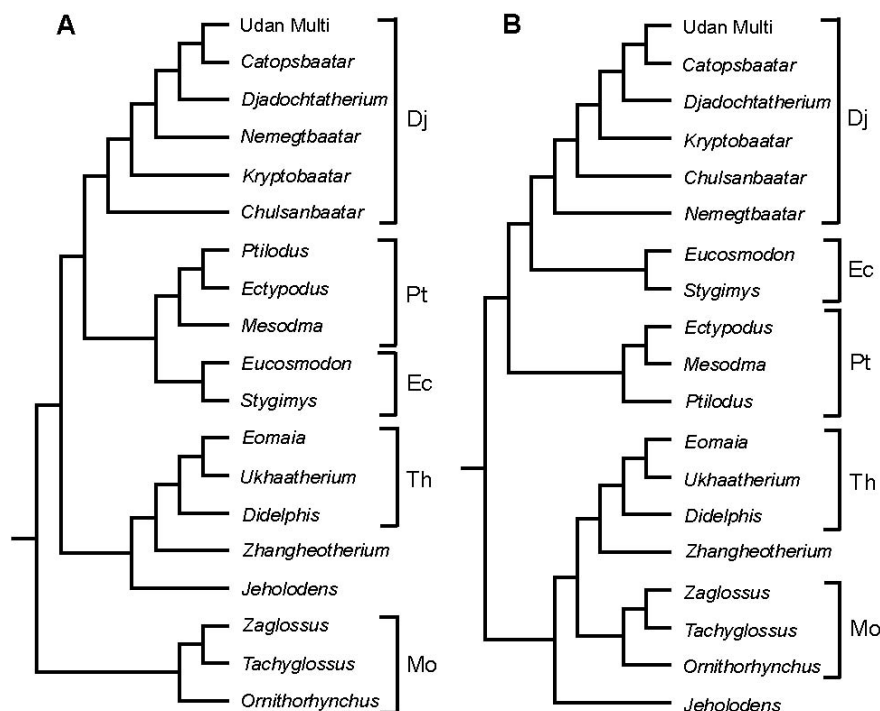 A
Udan Multi
Catopsbaatar
Djadochtatherium
Nemegtbaatar
Kryptobaatar
Chulsanbaatar
Dj
Ptilodus
Ectypodus
Mesodma
Pt
Eucosmodon
Stygimys
Ec
Eomaia
Ukhaatherium
Didelphis
Th
Zhangheotherium
Jeholodens
Zaglossus
Tachyglossus
Ornithorhynchus
Mo
B
Udan Multi
Catopsbaatar
Djadochtatherium
Kryptobaatar
Chulsanbaatar
Nemegtbaatar
Dj
Eucosmodon
Stygimys
Ec
Ectypodus
Mesodma
Ptilodus
Pt
Eomaia
Ukhaatherium
Didelphis
Th
Zhangheotherium
Zaglossus
Tachyglossus
Ornithorhynchus
Mo
Jeholodens